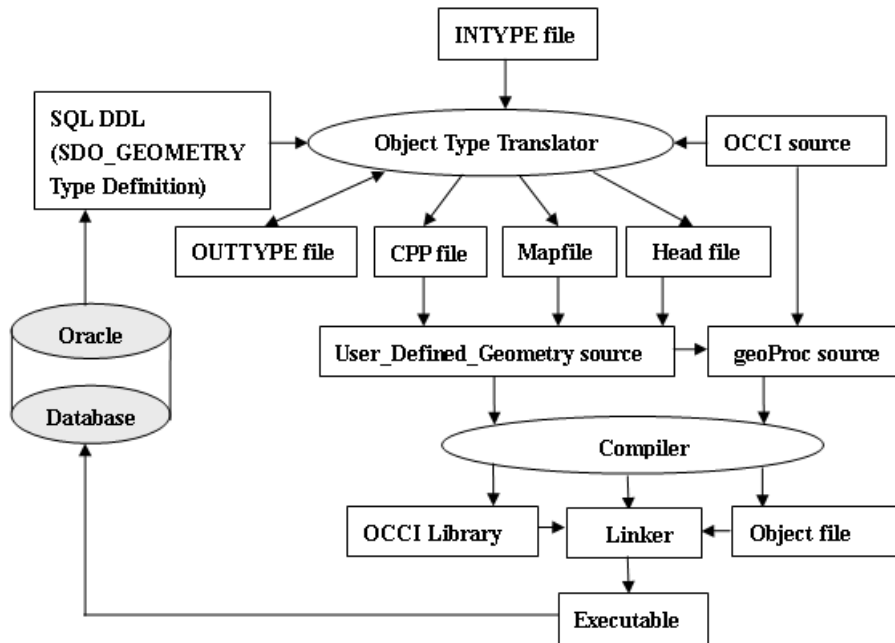 INTYPE file
SQL DDL
(SDO_GEOMETRY
Type Definition)
Object Type Translator
OCCI source
OUTTYPE file
CPP file
Mapfile
Head file
Oracle
Database
User_Defined_Geometry source
geoProc source
Compiler
OCCI Library
Linker
Object file
Executable